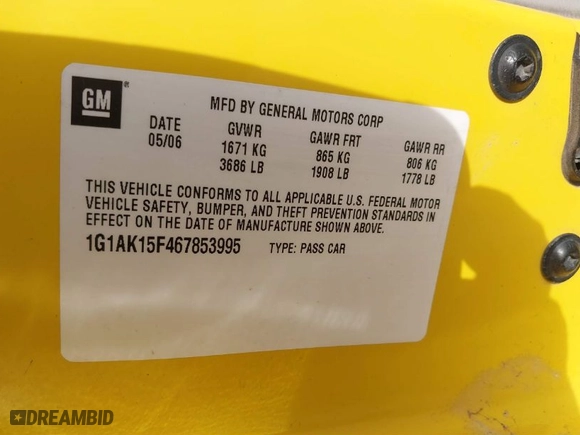 GM®
MFD BY GENERAL MOTORS CORP
DATE GVWR GAWR FRT GAWR RR
05/06 1671 KG 865 KG 806 KG
3686 LB 1908 LB 1778 LB
THIS VEHICLE CONFORMS TO ALL APPLICABLE U.S. FEDERAL MOTOR
VEHICLE SAFETY, BUMPER, AND THEFT PREVENTION STANDARDS IN
EFFECT ON THE DATE OF MANUFACTURE SHOWN ABOVE.
1G1AK15F467853995 TYPE: PASS CAR
DREAMBID